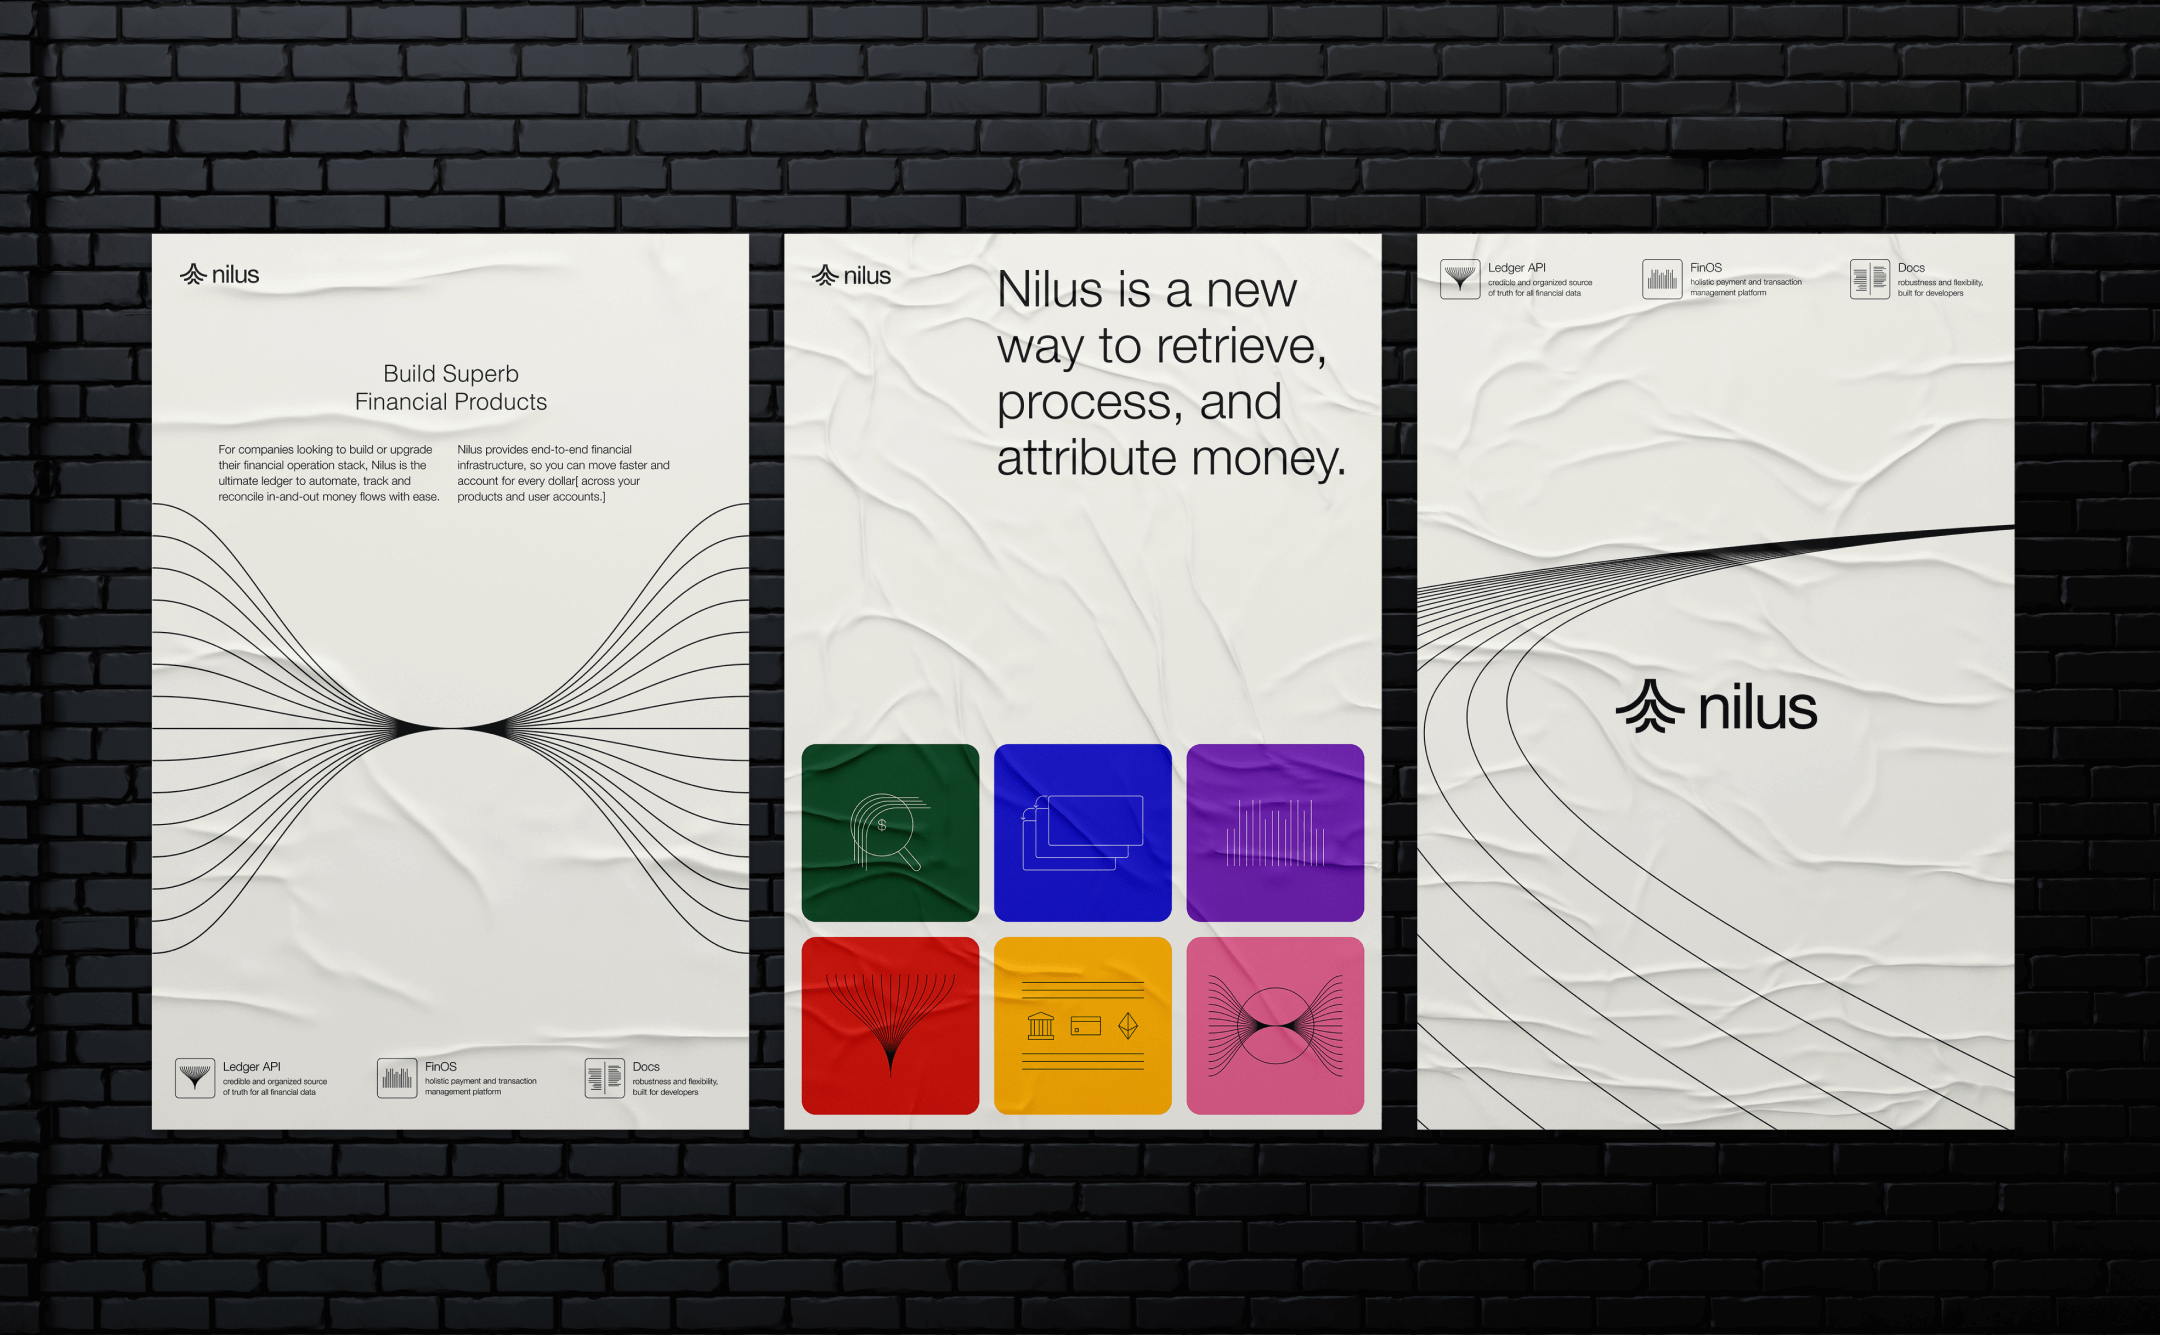 nilus
Build Superb
Financial Products
For companies looking to build or upgrade
their financial operation stack, Nilus is the
ultimate ledger to automate, track and
reconcile in-and-out money flows with ease.
Nilus provides end-to-end financial
infrastructure, so you can move faster and
account for every dollar[ across your
products and user accounts.]
Ledger API
credible and organized source
of truth for all financial data
FinOS
holistic payment and transaction
management platform
Docs
robustness and flexibility,
built for developers
nilus
Nilus is a new
way to retrieve,
process, and
attribute money.
$
Ledger API
credible and organized source
of truth for all financial data
FinOS
holistic payment and transaction
management platform
Docs
robustness and flexibility,
built for developers
nilus